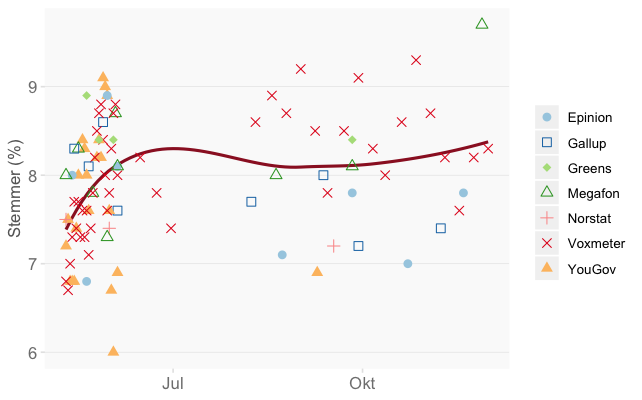 Stemmer (%)
9
8
7
6
Jul
Okt
Epinion
Gallup
Greens
Megafon
Norstat
Voxmeter
YouGov